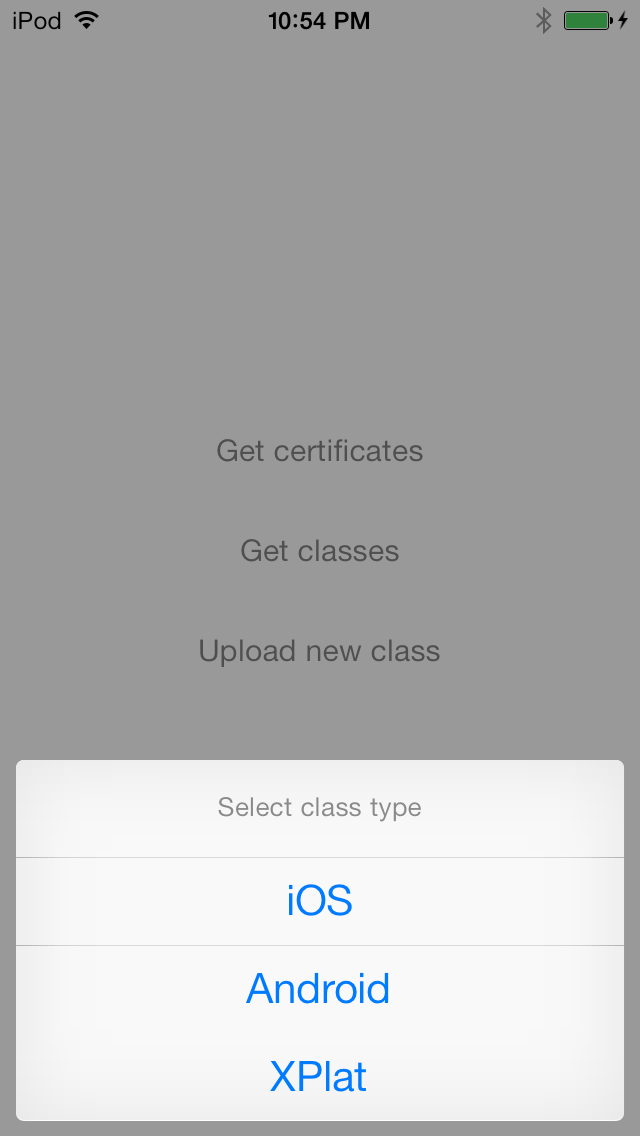 iPod 10:54 PM
Get certificates
Get classes
Upload new class
Select class type
iOS
Android
XPlat